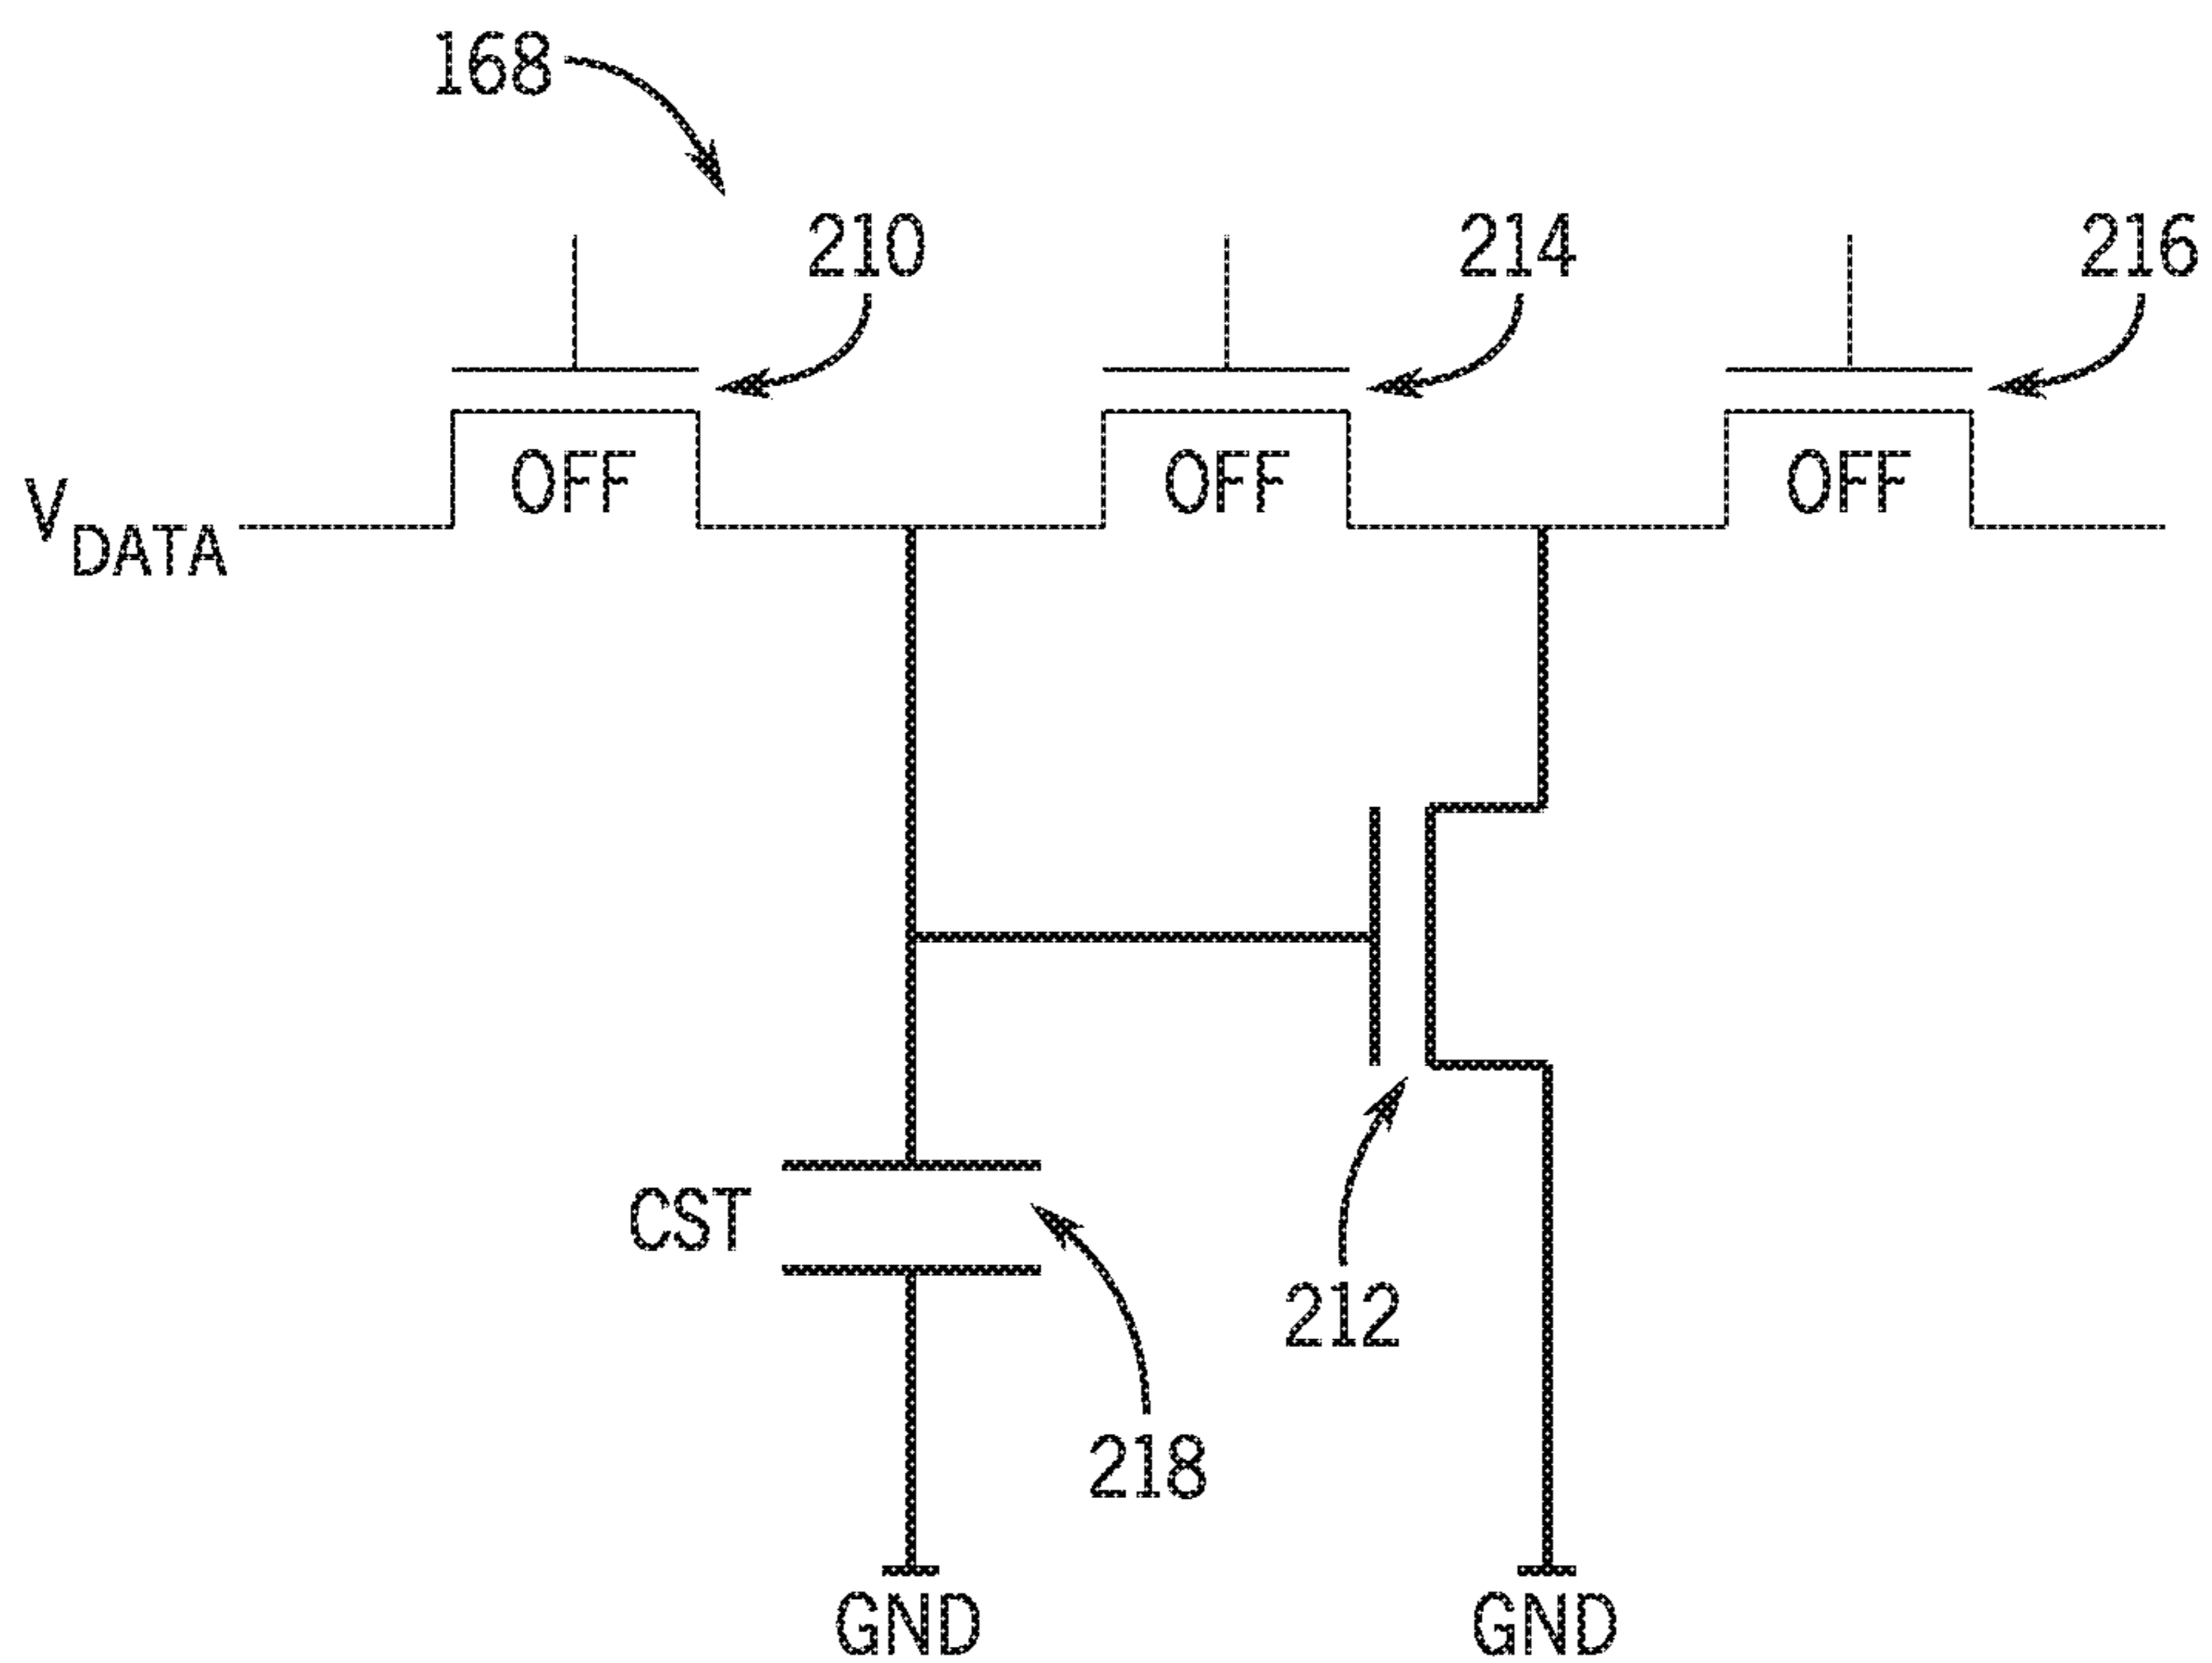 168
210
214
216
OFF
OFF
OFF
VDATA
CST
212
218
GND
GND